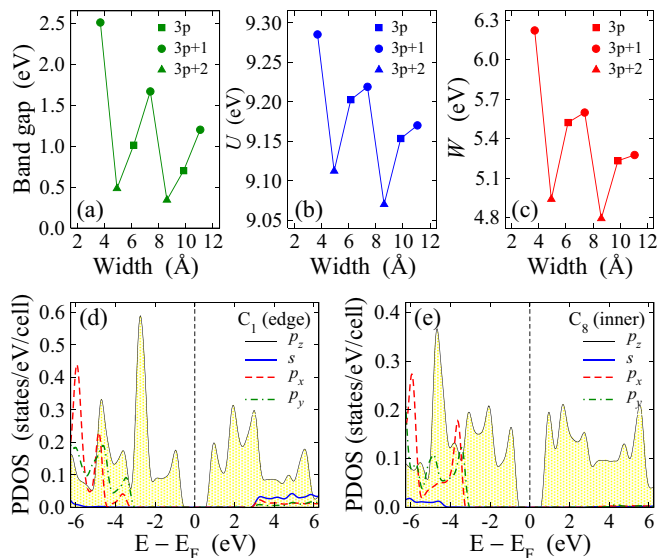 Band gap (eV)
2.5
2.0
1.5
1.0
0.5
0.0
3p
3p+1
3p+2
(a)
2 4 6 8 10 12
Width (Å)
U (eV)
9.30
9.25
9.20
9.15
9.10
9.05
3p
3p+1
3p+2
(b)
2 4 6 8 10 12
Width (Å)
W (eV)
6.3
6.0
5.7
5.4
5.1
4.8
3p
3p+1
3p+2
(c)
2 4 6 8 10 12
Width (Å)
PDOS (states/eV/cell)
0.6
0.5
0.4
0.3
0.2
0.1
0.0
(d)
C1 (edge)
pz
s
px
py
-6 -4 -2 0 2 4 6
E − EF (eV)
PDOS (states/eV/cell)
0.4
0.3
0.2
0.1
0.0
(e)
C8 (inner)
pz
s
px
py
-6 -4 -2 0 2 4 6
E − EF (eV)